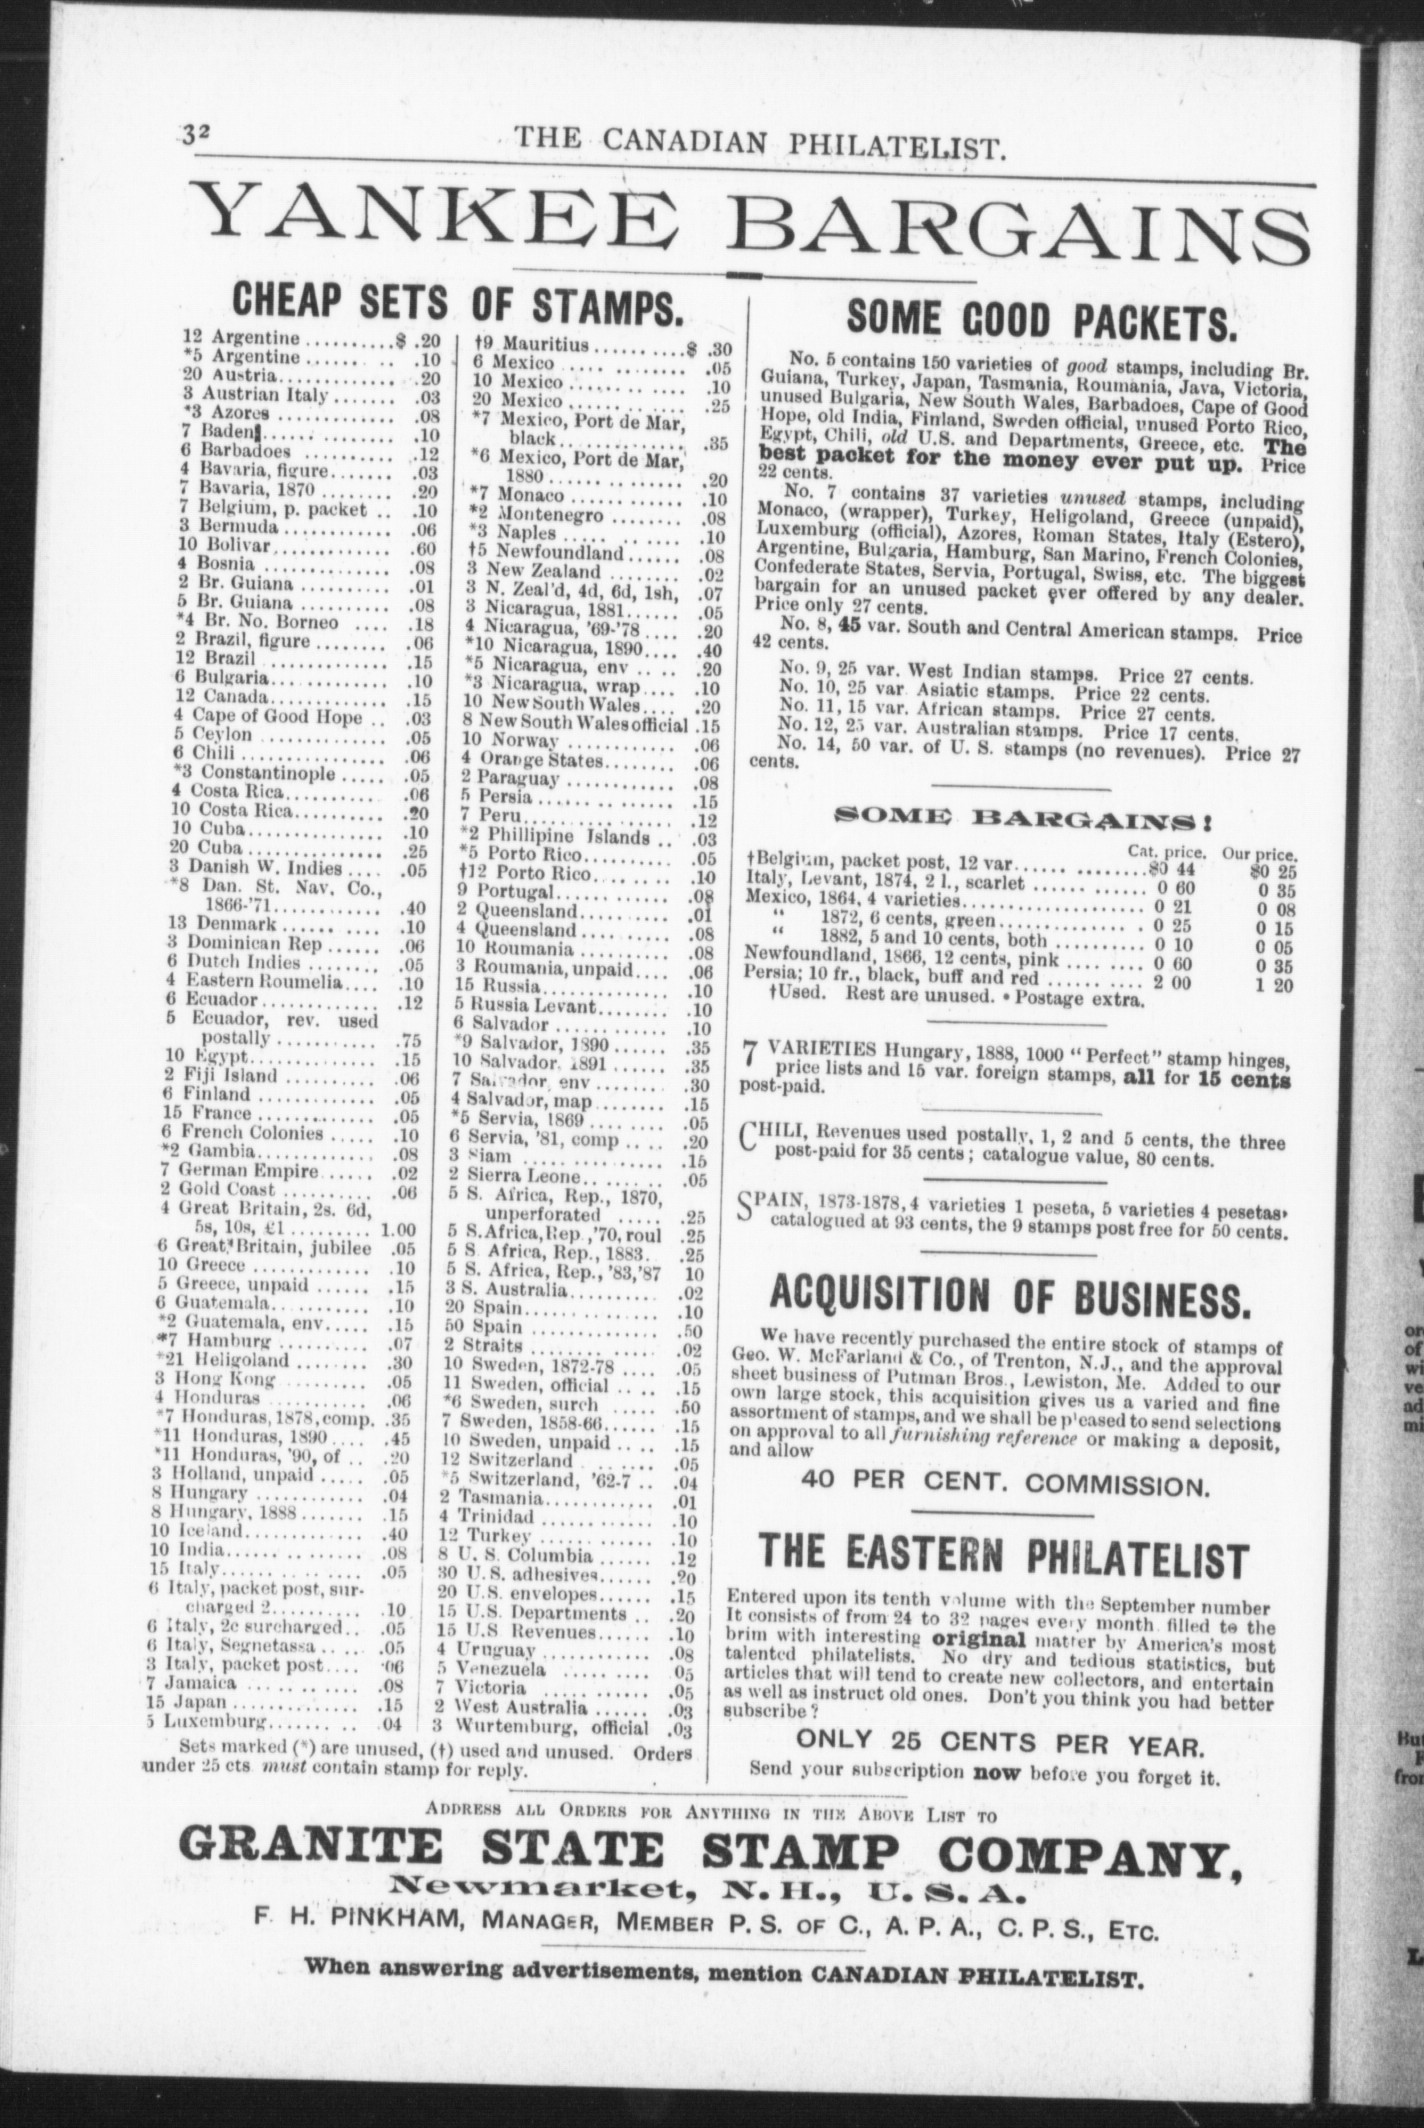 32
THE CANADIAN PHILATELIST.
YANKEE BARGAINS
CHEAP SETS OF STAMPS.
12 Argentine ..........$ .20
*5 Argentine ....... .. .10
20 Austria............. .20
3 Austrian Italy....... .03
*3 Azores ............. .08
7 Baden...... ......... .10
6 Barbadoes .......... .12
4 Bavaria, figure....... .03
7 Bavaria, 1870 ........ .20
7 Belgium, p. packet .. .10
3 Bermuda ............ .06
10 Bolivar............. .60
4 Bosnia .............. .08
2 Br. Guiana .......... .01
5 Br. Guiana .......... .08
*4 Br. No. Borneo .... .18
2 Brazil, figure ........ .06
12 Brazil .............. .15
6 Bulgaria............. .10
12 Canada............. .15
4 Cape of Good Hope .. .03
5 Ceylon .............. .05
6 Chili ................ .06
*3 Constantinople ..... .05
4 Costa Rica........... .06
10 Costa Rica.......... .20
10 Cuba............... .10
20 Cuba ............... .25
3 Danish W. Indies .... .05
*8 Dan. St. Nav. Co.,
1866-'71............ .40
13 Denmark ........... .10
3 Dominican Rep ...... .06
6 Dutch Indies ........ .05
4 Eastern Roumelia.... .10
6 Ecuador ............. .12
5 Ecuador, rev. used
postally ........... .75
10 Egypt.............. .15
2 Fiji Island .......... .06
6 Finland ............. .05
15 France ............. .05
6 French Colonies ..... .10
*2 Gambia............. .08
7 German Empire ...... .02
2 Gold Coast .......... .06
4 Great Britain, 2s. 6d,
5s, 10s, £1 ......... 1.00
6 Great Britain, jubilee .05
10 Greece ............. .10
5 Greece, unpaid ...... .15
6 Guatemala........... .10
*2 Guatemala, env..... .15
*7 Hamburg .......... .07
*21 Heligoland ........ .30
3 Hong Kong ......... .05
4 Honduras ........... .06
*7 Honduras, 1878, comp. .35
*11 Honduras, 1890 .... .45
*11 Honduras, '90, of .. .20
3 Holland, unpaid ..... .05
8 Hungary ............ .04
8 Hungary, 1888....... .15
10 Iceland............. .40
10 India............... .08
15 Italy............... .05
6 Italy, packet post, sur-
charged 2.......... .10
6 Italy, 2c surcharged.. .05
6 Italy, Segnetassa..... .05
3 Italy, packet post.... .06
7 Jamaica ............ .08
15 Japan .............. .15
5 Luxemburg.......... 04
†9 Mauritius..........$ .30
6 Mexico .............. .05
10 Mexico ............. .10
20 Mexico ............. .25
*7 Mexico, Port de Mar,
black.............. .35
*6 Mexico, Port de Mar,
1880 ............... .20
*7 Monaco ............ .10
*2 Montenegro ........ .08
*3 Naples ............. .10
†5 Newfoundland...... .08
3 New Zealand ........ .02
3 N. Zeal'd, 4d, 6d, 1sh, .07
3 Nicaragua, 1881...... .05
4 Nicaragua, '69-'78 .... .20
*10 Nicaragua, 1890.... .40
*5 Nicaragua, env .. .. .20
*3 Nicaragua, wrap.... .10
10 New South Wales.... .20
8 New South Wales official .15
10 Norway ............ .06
4 Orange States........ .06
2 Paraguay ............ .08
5 Persia ............... .15
7 Peru................. .12
*2 Phillipine Islands .. .03
*5 Porto Rico.......... .05
†12 Porto Rico......... .10
9 Portugal............. .08
2 Queensland.......... .01
4 Queensland .......... .08
10 Roumania .......... .08
3 Roumania, unpaid.... .06
15 Russia.............. .10
5 Russia Levant........ .10
6 Salvador ............ .10
*9 Salvador, 1890 ...... .35
10 Salvador, 1891 ...... .35
7 Salvador, env ........ .30
4 Salvador, map........ .15
*5 Servia, 1869 ........ .05
6 Servia, '81, comp .... .20
3 Siam ................ .15
2 Sierra Leone......... .05
5 S. Africa, Rep., 1870,
unperforated ..... .25
5 S. Africa, Rep., '70, roul .25
5 S. Africa, Rep., 1883. .25
5 S. Africa, Rep., '83,'87 10
3 S. Australia.......... .02
20 Spain............... .10
50 Spain .............. .50
2 Straits .............. .02
10 Sweden, 1872-78 .... .05
11 Sweden, official .... .15
*6 Sweden, surch ..... .50
7 Sweden, 1858-66...... .15
10 Sweden, unpaid .... .15
12 Switzerland ....... .05
*5 Switzerland, '62-7 .. .04
2 Tasmania............ .01
4 Trinidad ............ .10
12 Turkey ............. .10
8 U. S. Columbia ...... .12
30 U. S. adhesives...... .20
20 U.S. envelopes...... .15
15 U.S. Departments .. .20
15 U.S Revenues...... .10
4 Uruguay ............ .08
5 Venezuela .......... 05
7 Victoria ............ .05
2 West Australia ...... .03
3 Wurtemburg, official .03
Sets marked (*) are unused, (†) used and unused. Orders
under 25 cts must contain stamp for reply.
SOME GOOD PACKETS.
No. 5 contains 150 varieties of good stamps, including Br.
Guiana, Turkey, Japan, Tasmania, Roumania, Java, Victoria,
unused Bulgaria, New South Wales, Barbadoes, Cape of Good
Hope, old India, Finland, Sweden official, unused Porto Rico,
Egypt, Chili, old U.S. and Departments, Greece, etc. The
best packet for the money ever put up. Price
22 cents.
No. 7 contains 37 varieties unused stamps, including
Monaco, (wrapper), Turkey, Heligoland, Greece (unpaid),
Luxemburg (official), Azores, Roman States, Italy (Estero),
Argentine, Bulgaria, Hamburg, San Marino, French Colonies,
Confederate States, Servia, Portugal, Swiss, etc. The biggest
bargain for an unused packet ever offered by any dealer.
Price only 27 cents.
No. 8, 45 var. South and Central American stamps. Price
42 cents.
No. 9, 25 var. West Indian stamps. Price 27 cents.
No. 10, 25 var. Asiatic stamps. Price 22 cents.
No. 11, 15 var. African stamps. Price 27 cents.
No. 12, 25 var. Australian stamps. Price 17 cents.
No. 14, 50 var. of U. S. stamps (no revenues). Price 27
cents.
SOME BARGAINS!
Cat. price. Our price.
†Belgium, packet post, 12 var...............$0 44 $0 25
Italy, Levant, 1874, 2 l., scarlet ............ 0 60 0 35
Mexico, 1864, 4 varieties..................... 0 21 0 08
" 1872, 6 cents, green................ 0 25 0 15
" 1882, 5 and 10 cents, both .......... 0 10 0 05
Newfoundland, 1866, 12 cents, pink ......... 0 60 0 35
Persia; 10 fr., black, buff and red ........... 2 00 1 20
†Used. Rest are unused. • Postage extra.
7 VARIETIES Hungary, 1888, 1000 "Perfect" stamp hinges,
price lists and 15 var. foreign stamps, all for 15 cents
post-paid.
CHILI, Revenues used postally, 1, 2 and 5 cents, the three
post-paid for 35 cents; catalogue value, 80 cents.
SPAIN, 1873-1878, 4 varieties 1 peseta, 5 varieties 4 pesetas,
catalogued at 93 cents, the 9 stamps post free for 50 cents.
ACQUISITION OF BUSINESS.
We have recently purchased the entire stock of stamps of
Geo. W. McFarland & Co., of Trenton, N.J., and the approval
sheet business of Putman Bros., Lewiston, Me. Added to our
own large stock, this acquisition gives us a varied and fine
assortment of stamps, and we shall be pleased to send selections
on approval to all furnishing reference or making a deposit,
and allow
40 PER CENT. COMMISSION.
THE EASTERN PHILATELIST
Entered upon its tenth volume with the September number
It consists of from 24 to 32 pages every month filled to the
brim with interesting original matter by America's most
talented philatelists. No dry and tedious statistics, but
articles that will tend to create new collectors, and entertain
as well as instruct old ones. Don't you think you had better
subscribe?
ONLY 25 CENTS PER YEAR.
Send your subscription now before you forget it.
ADDRESS ALL ORDERS FOR ANYTHING IN THE ABOVE LIST TO
GRANITE STATE STAMP COMPANY,
Newmarket, N. H., U. S. A.
F. H. PINKHAM, MANAGER, MEMBER P. S. OF C., A. P. A., C. P. S., ETC.
When answering advertisements, mention CANADIAN PHILATELIST.